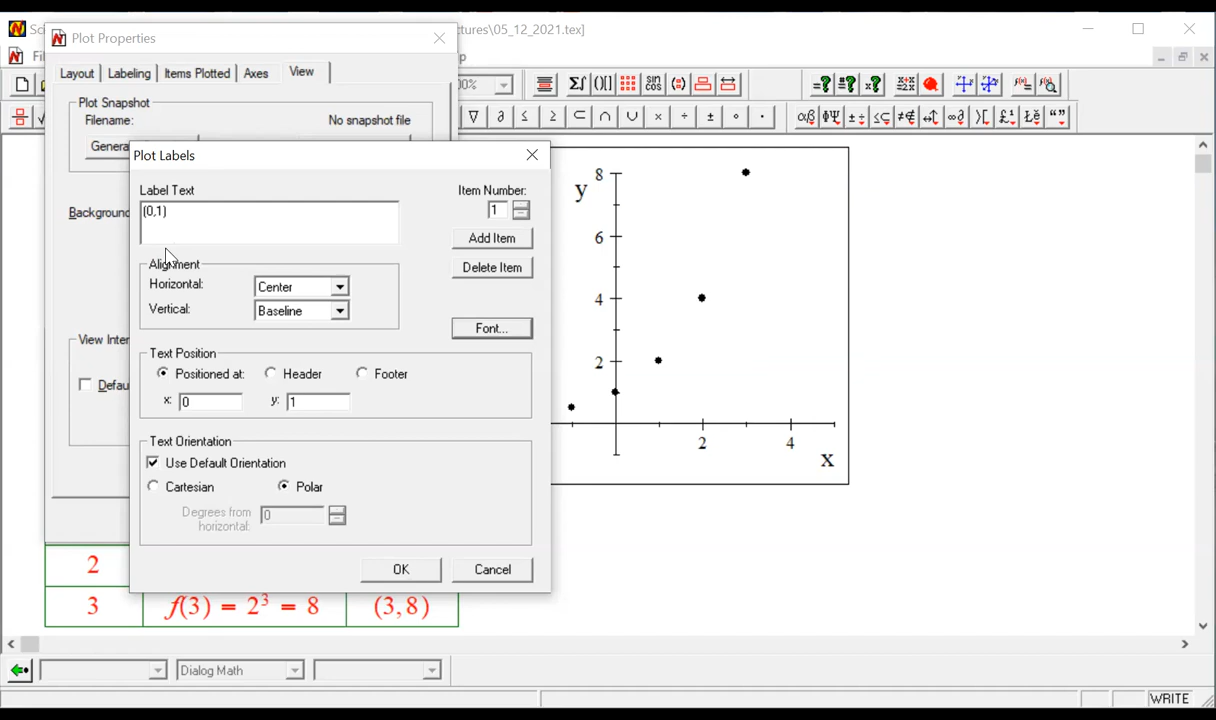 Sc
ctures\05_12_2021.tex]
Plot Properties
Fil
p
Layout
Labeling
Items Plotted
Axes
View
00%
Plot Snapshot
Filename:
No snapshot file
Genera
Plot Labels
Background
Label Text
Item Number:
(0,1)
1
Add Item
Delete Item
Alignment
Horizontal:
Center
Vertical:
Baseline
Font...
View Inter
Text Position
Positioned at:
Header
Footer
Defau
x:
0
y:
1
Text Orientation
Use Default Orientation
Cartesian
Polar
Degrees from
horizontal:
0
OK
Cancel
y
8
6
4
2
2
4
x
2
3
f(3) = 2³ = 8
(3, 8)
Dialog Math
WRITE